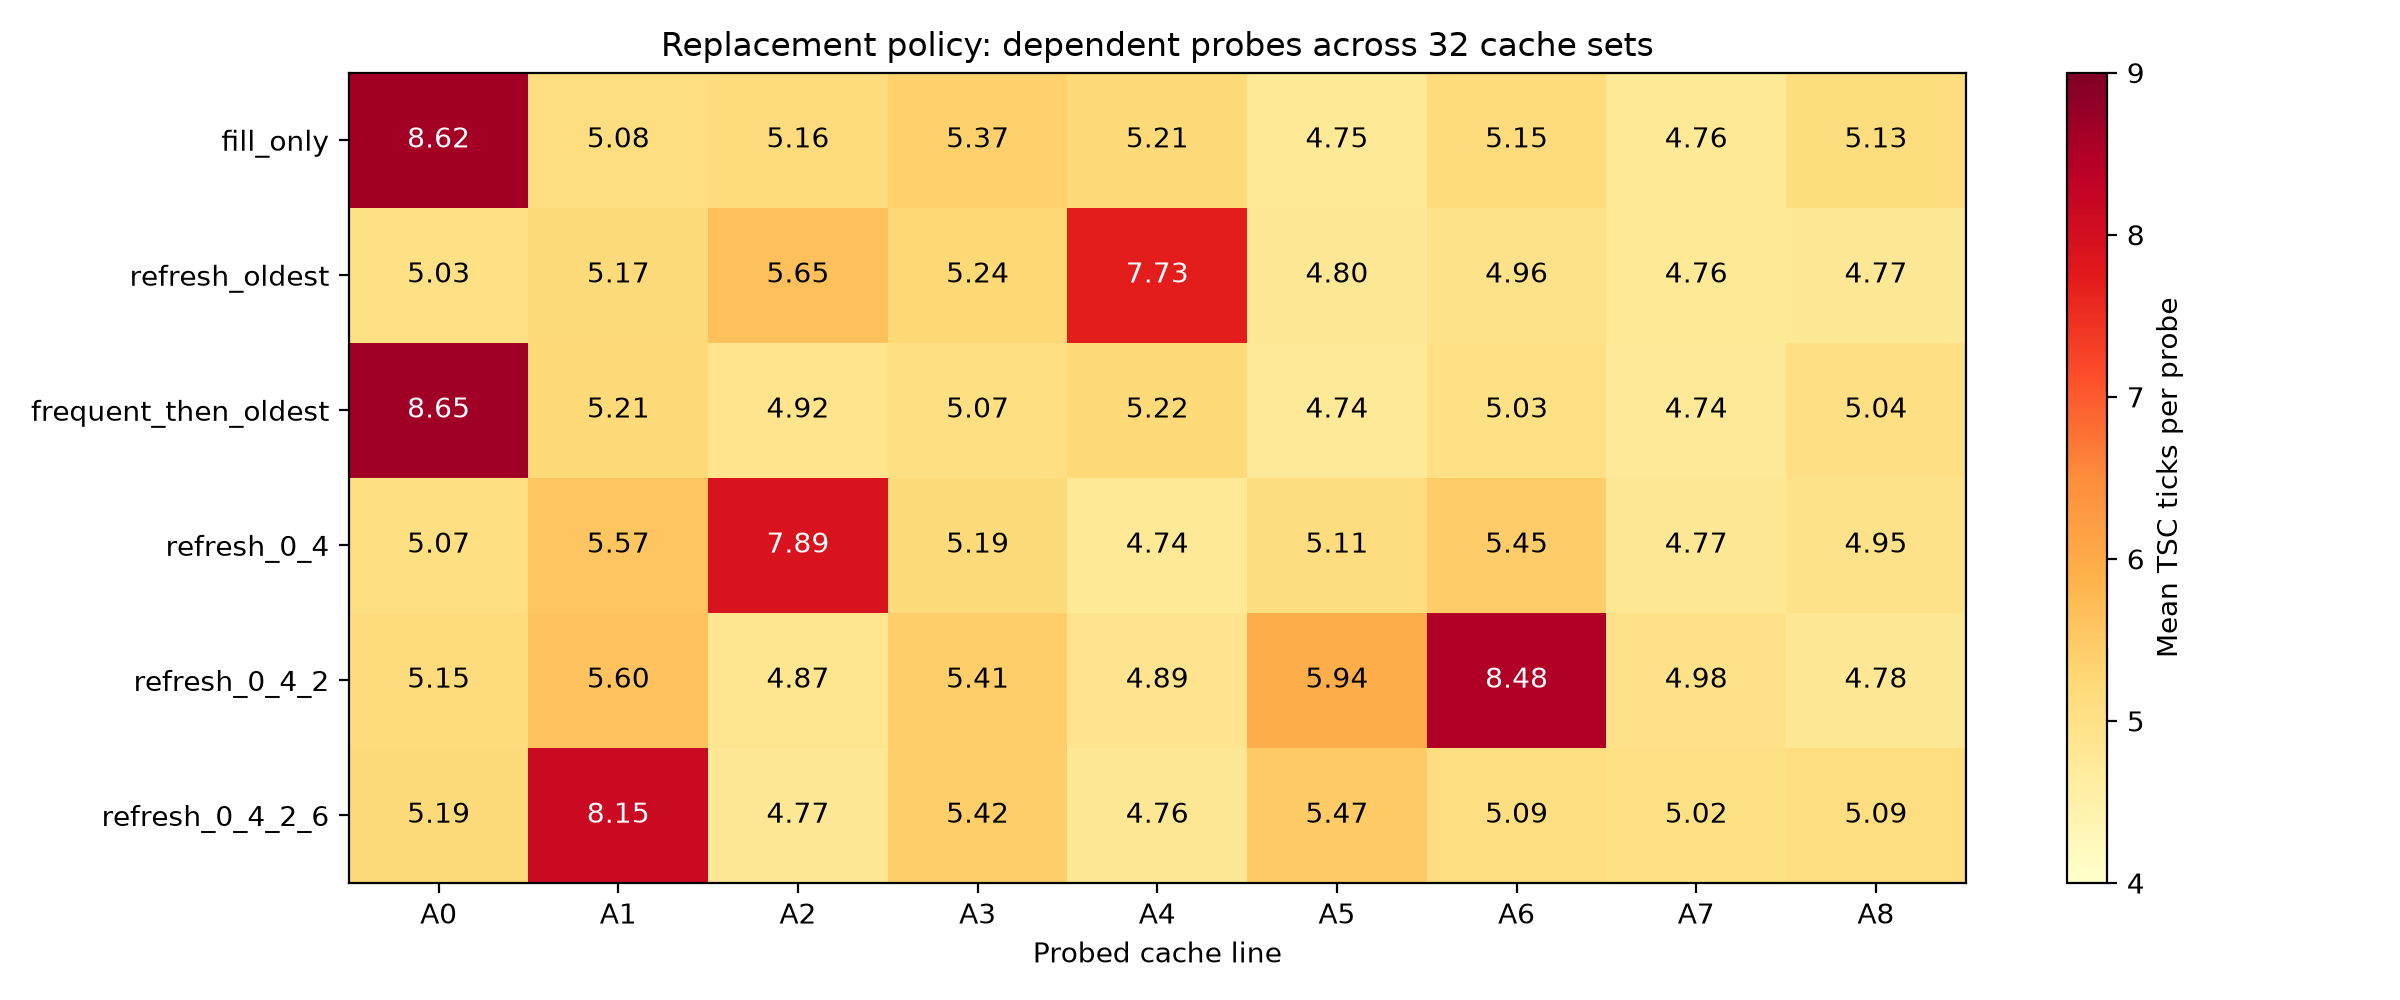 Replacement policy: dependent probes across 32 cache sets
fill_only 8.62 5.08 5.16 5.37 5.21 4.75 5.15 4.76 5.13
refresh_oldest 5.03 5.17 5.65 5.24 7.73 4.80 4.96 4.76 4.77
frequent_then_oldest 8.65 5.21 4.92 5.07 5.22 4.74 5.03 4.74 5.04
refresh_0_4 5.07 5.57 7.89 5.19 4.74 5.11 5.45 4.77 4.95
refresh_0_4_2 5.15 5.60 4.87 5.41 4.89 5.94 8.48 4.98 4.78
refresh_0_4_2_6 5.19 8.15 4.77 5.42 4.76 5.47 5.09 5.02 5.09
A0 A1 A2 A3 A4 A5 A6 A7 A8
Probed cache line
9
8
7
6
5
4
Mean TSC ticks per probe